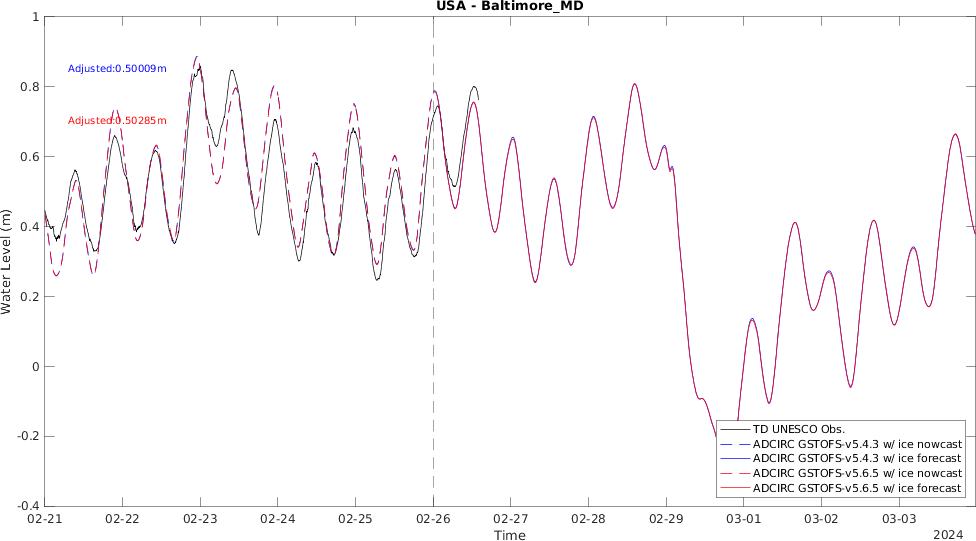 USA - Baltimore_MD
1
0.8
0.6
0.4
0.2
0
-0.2
-0.4
Water Level (m)
Adjusted:0.50009m
Adjusted:0.50285m
TD UNESCO Obs.
ADCIRC GSTOFS-v5.4.3 w/ ice nowcast
ADCIRC GSTOFS-v5.4.3 w/ ice forecast
ADCIRC GSTOFS-v5.6.5 w/ ice nowcast
ADCIRC GSTOFS-v5.6.5 w/ ice forecast
02-21 02-22 02-23 02-24 02-25 02-26 02-27 02-28 02-29 03-01 03-02 03-03
Time
2024